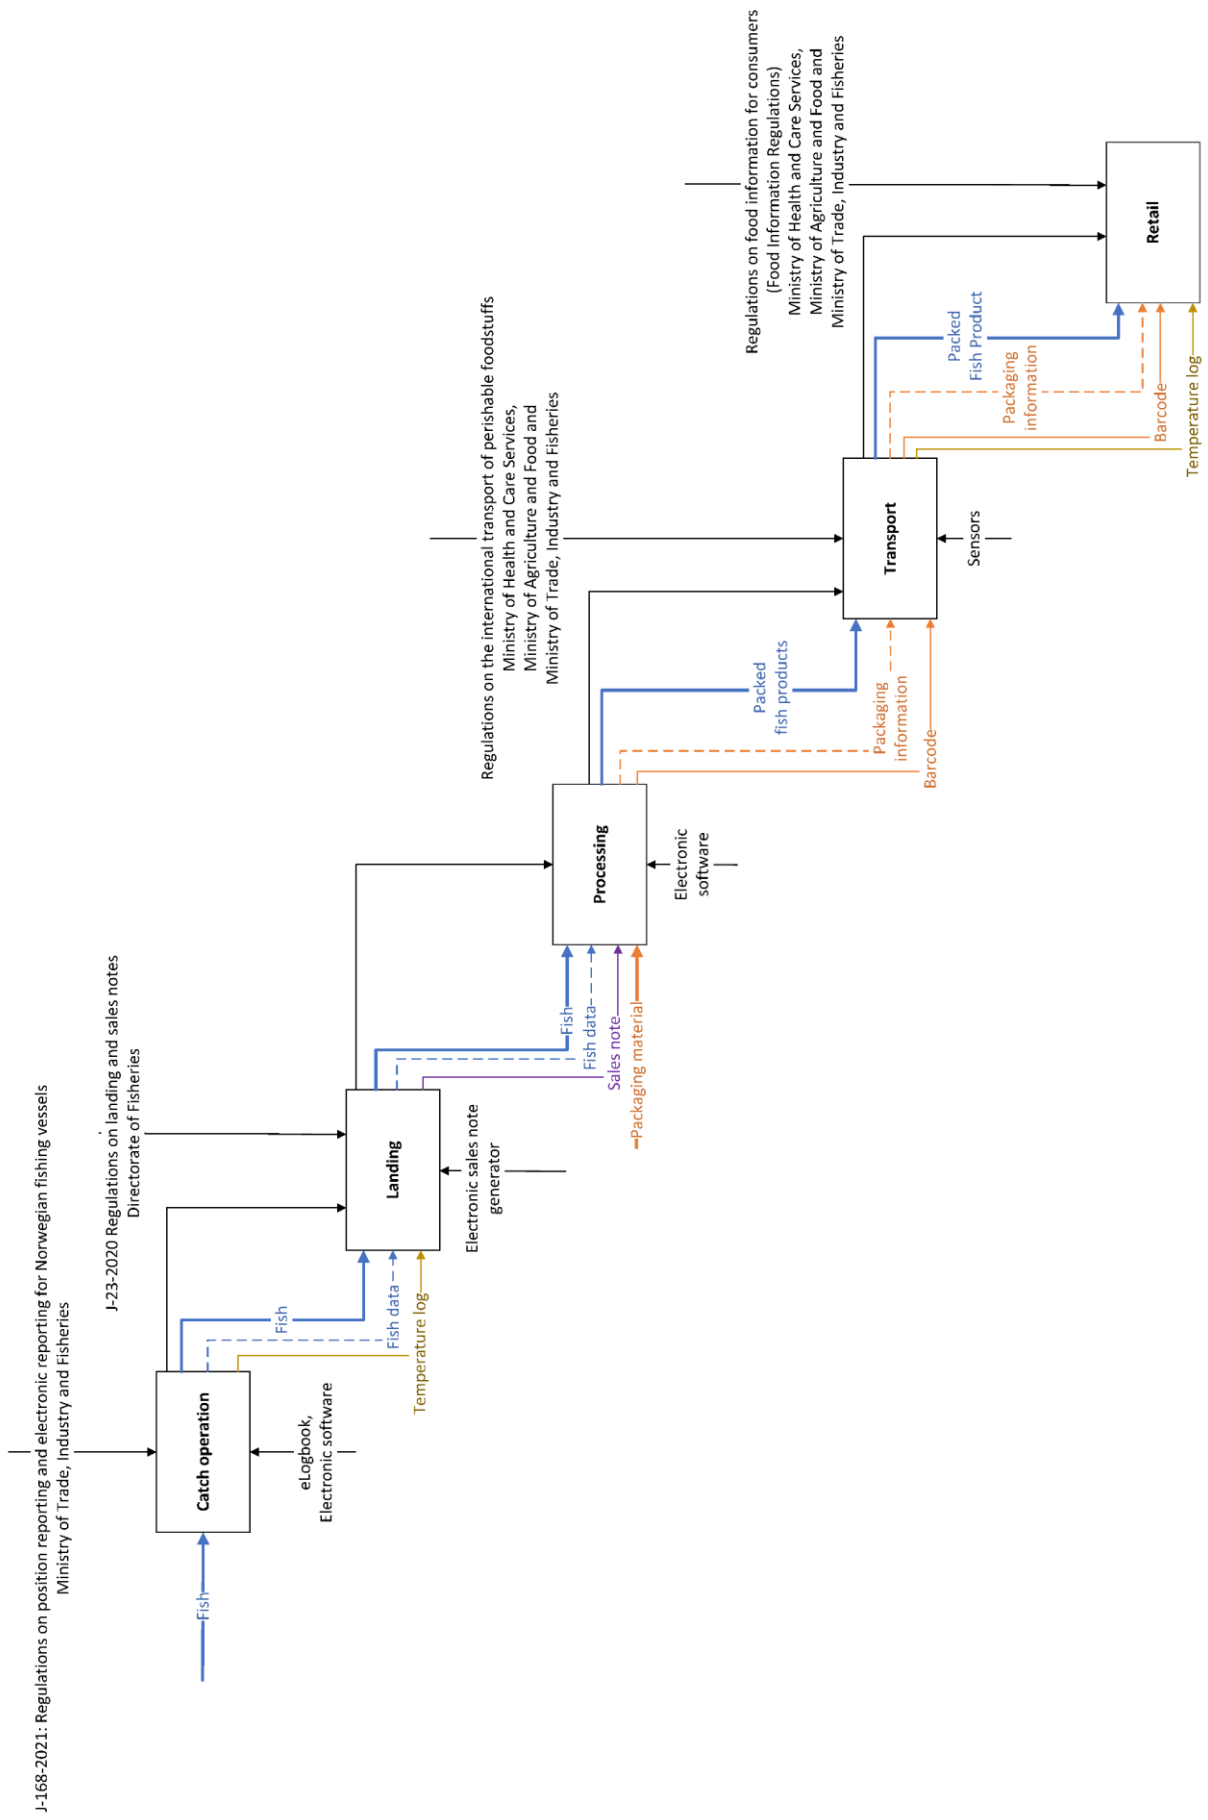 J-168-2021: Regulations on position reporting and electronic reporting for Norwegian fishing vessels
Ministry of Trade, Industry and Fisheries
Fish
Catch operation
eLogbook,
Electronic software
Fish
Fish data
Temperature log
J-23-2020 Regulations on landing and sales notes
Directorate of Fisheries
Landing
Electronic sales note
generator
Fish
Fish data
Sales note
Packaging material
Processing
Electronic
software
Packed
fish products
Packaging
information
Barcode
Regulations on the international transport of perishable foodstuffs
Ministry of Health and Care Services,
Ministry of Agriculture and Food and
Ministry of Trade, Industry and Fisheries
Transport
Sensors
Packed
Fish Product
Packaging
information
Barcode
Temperature log
Regulations on food information for consumers
(Food Information Regulations)
Ministry of Health and Care Services,
Ministry of Agriculture and Food and
Ministry of Trade, Industry and Fisheries
Retail